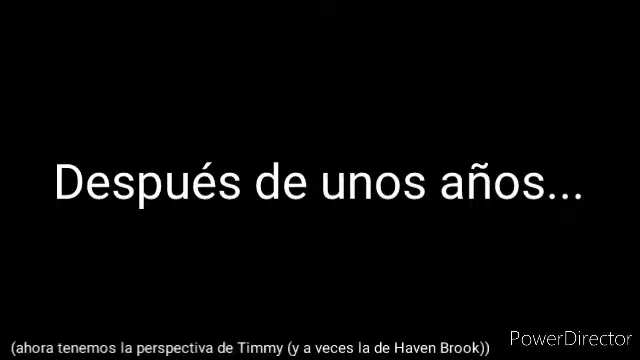 Después de unos años...
PowerDirector
(ahora tenemos la perspectiva de Timmy (y a veces la de Haven Brook))